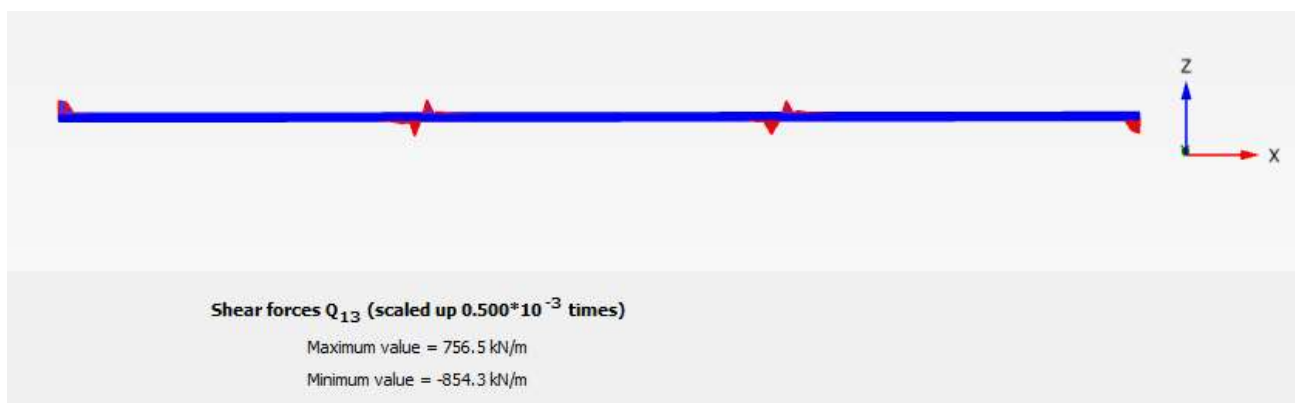 Z
X
Shear forces Q13 (scaled up 0.500*10-3 times)
Maximum value = 756.5 kN/m
Minimum value = -854.3 kN/m